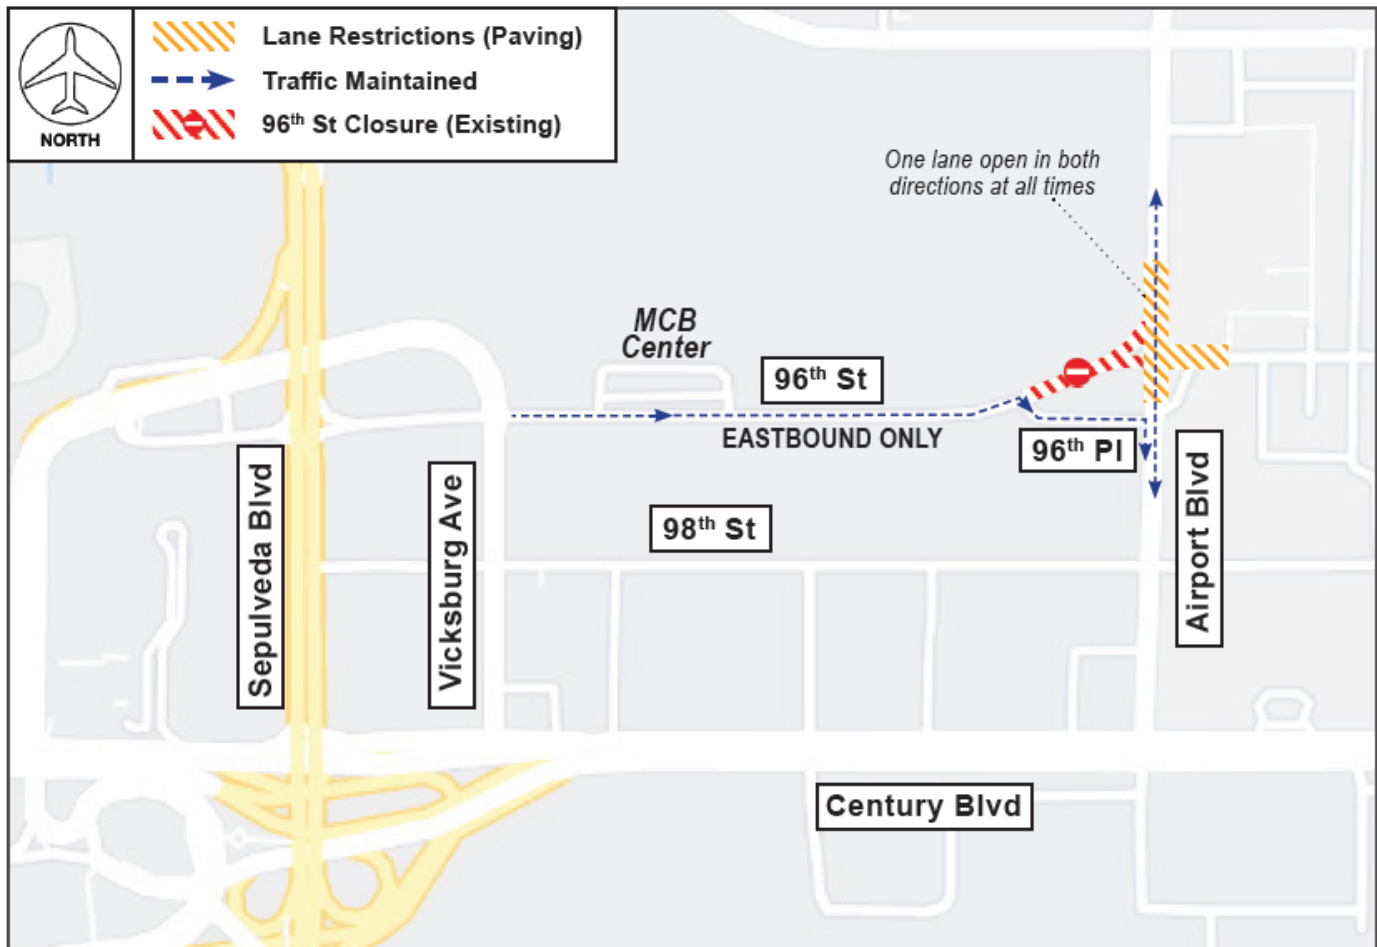 NORTH
Lane Restrictions (Paving)
Traffic Maintained
96th St Closure (Existing)
One lane open in both
directions at all times
MCB
Center
96th St
EASTBOUND ONLY
96th Pl
98th St
Sepulveda Blvd
Vicksburg Ave
Airport Blvd
Century Blvd